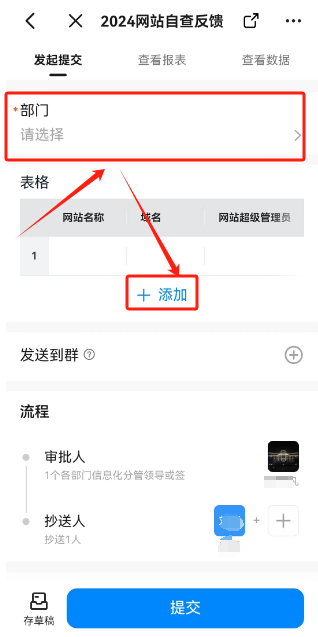 2024网站自查反馈
发起提交 查看报表 查看数据
*部门
请选择
表格
网站名称 域名 网站超级管理员
1
+ 添加
发送到群 ?
流程
审批人
1个各部门信息化分管领导或签
抄送人
抄送1人
存草稿
提交